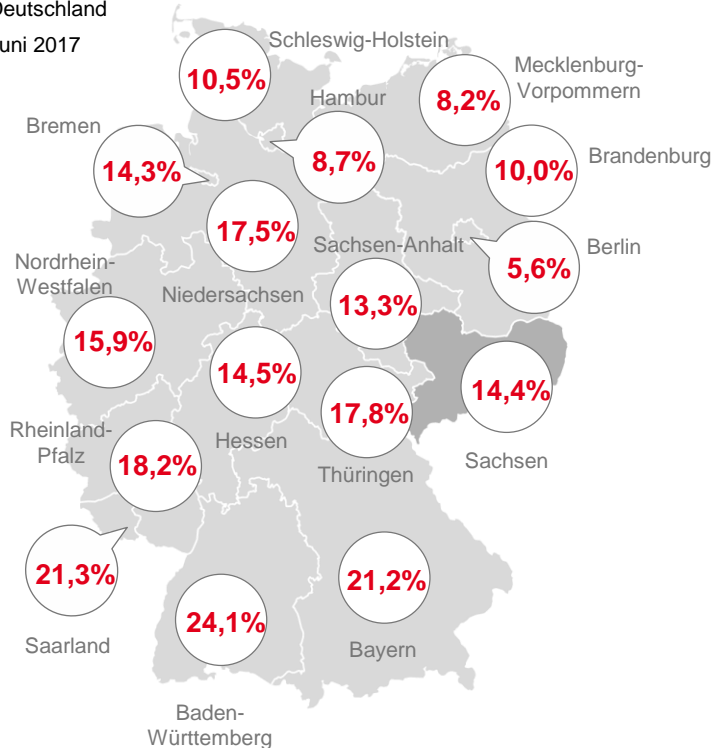 Deutschland
uni 2017
Schleswig-Holstein
10,5%
Mecklenburg-
Vorpommern
8,2%
Hambur
8,7%
Bremen
14,3%
Brandenburg
10,0%
17,5%
Niedersachsen
Sachsen-Anhalt
13,3%
Berlin
5,6%
Nordrhein-
Westfalen
15,9%
14,5%
Hessen
17,8%
Thüringen
14,4%
Sachsen
Rheinland-
Pfalz
18,2%
21,3%
Saarland
24,1%
Baden-
Württemberg
21,2%
Bayern